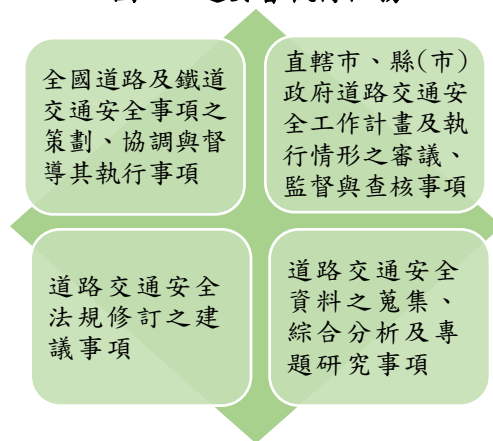 全國道路及鐵道
交通安全事項之
策劃、協調與督
導其執行事項
直轄市、縣(市)
政府道路交通安
全工作計畫及執
行情形之審議、
監督與查核事項
道路交通安全
法規修訂之建
議事項
道路交通安全
資料之蒐集、
綜合分析及專
題研究事項